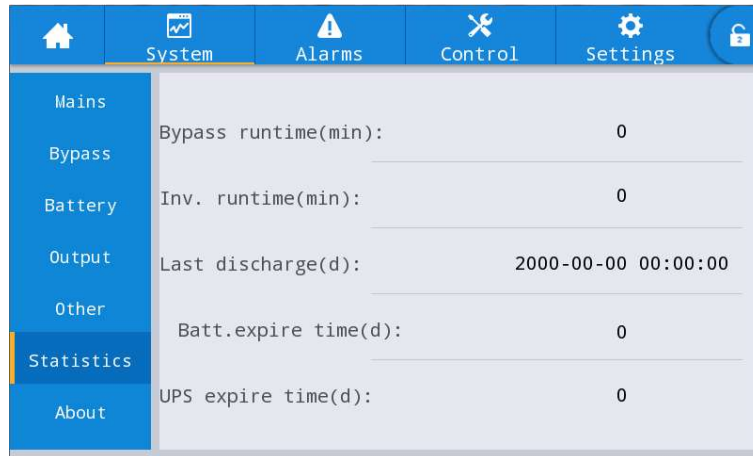 System Alarms Control Settings
2
Mains
Bypass
Battery
Output
Other
Statistics
About
Bypass runtime(min): 0
Inv. runtime(min): 0
Last discharge(d): 2000-00-00 00:00:00
Batt.expire time(d): 0
UPS expire time(d): 0